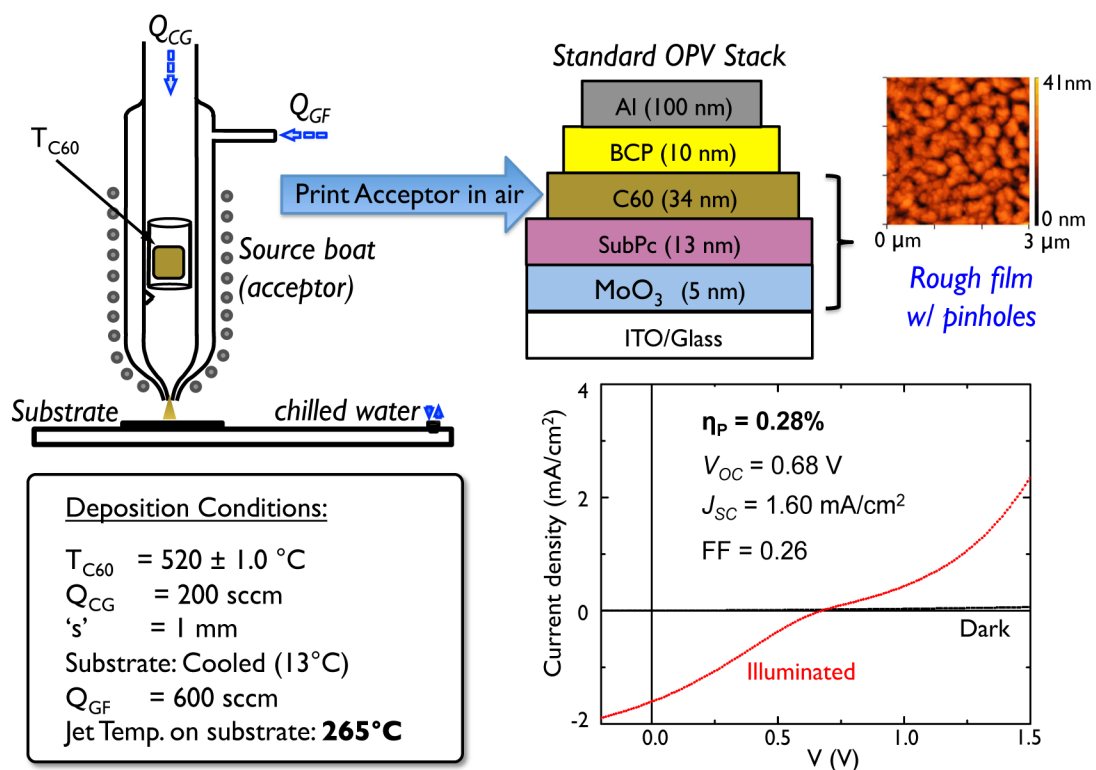 Q_CG
Q_GF
T_C60
Source boat
(acceptor)
Substrate
chilled water
Print Acceptor in air
Standard OPV Stack
Al (100 nm)
BCP (10 nm)
C60 (34 nm)
SubPc (13 nm)
MoO₃ (5 nm)
ITO/Glass
41nm
0 nm
0 µm
3 µm
Rough film
w/ pinholes
Deposition Conditions:
T_C60 = 520 ± 1.0 °C
Q_CG = 200 sccm
‘s’ = 1 mm
Substrate: Cooled (13°C)
Q_GF = 600 sccm
Jet Temp. on substrate: 265°C
Current density (mA/cm²)
4
2
0
-2
η_P = 0.28%
V_OC = 0.68 V
J_SC = 1.60 mA/cm²
FF = 0.26
Dark
Illuminated
0.0
0.5
1.0
1.5
V (V)